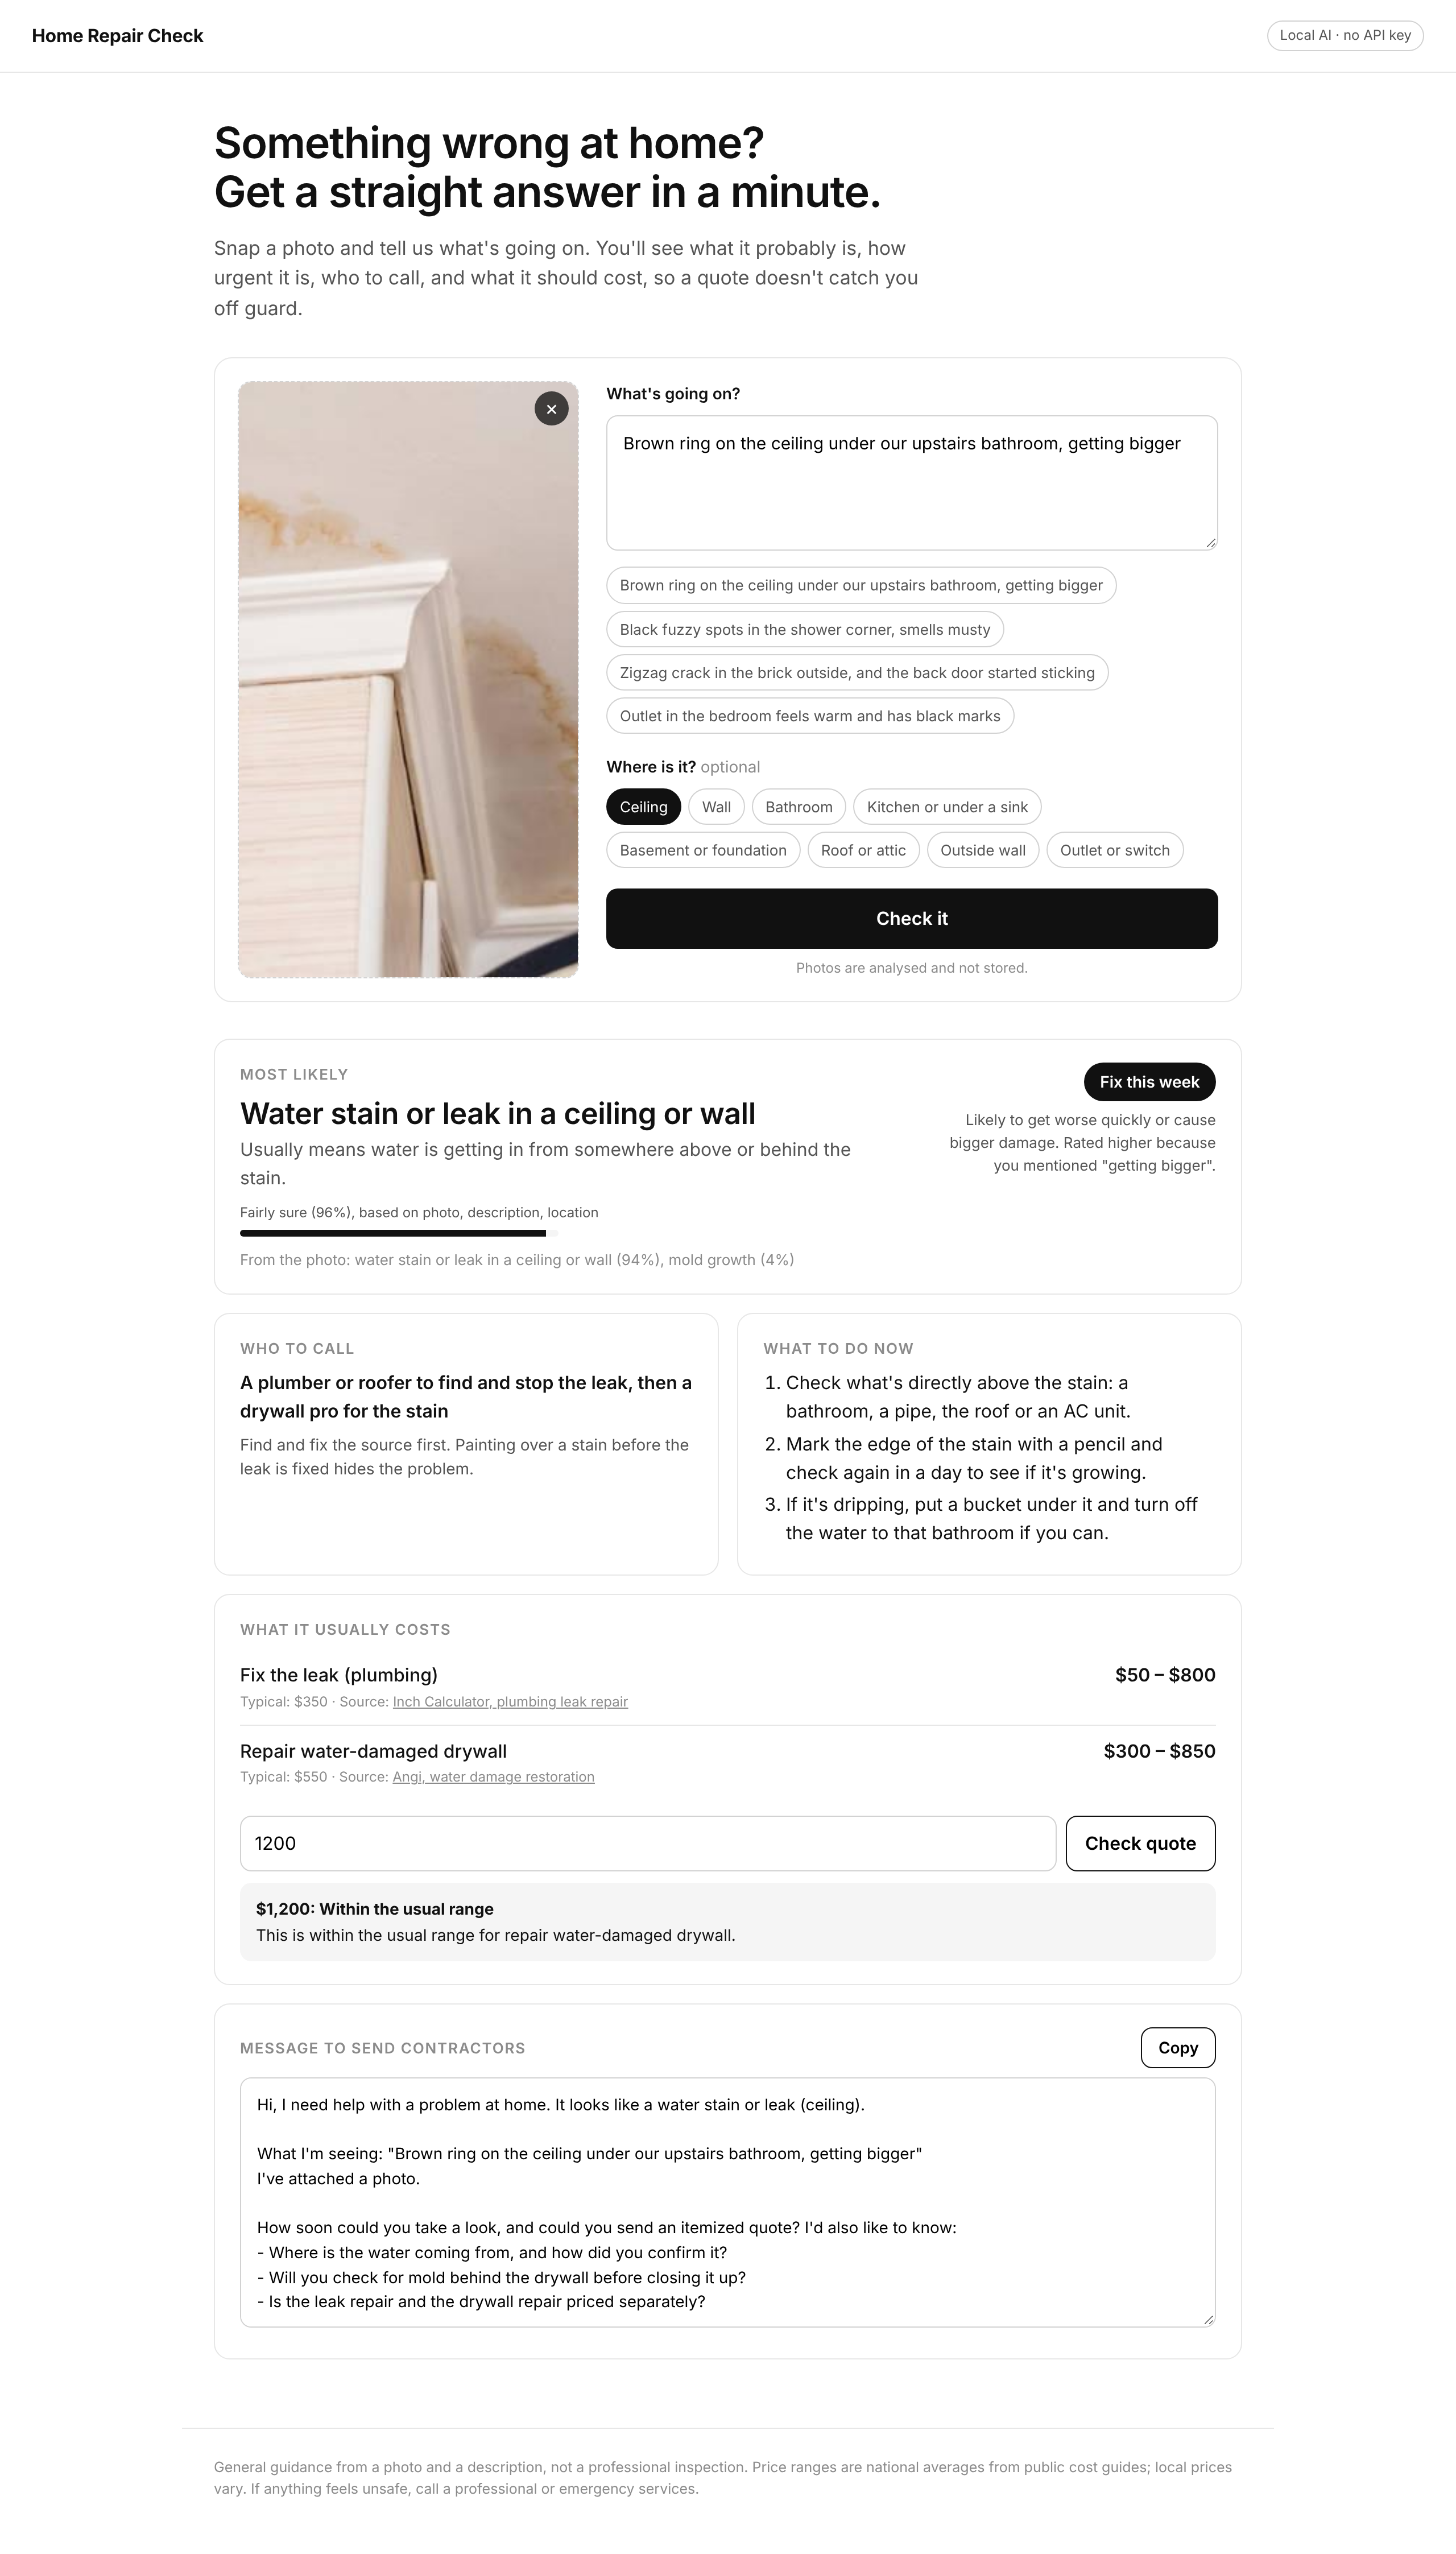 Home Repair Check
Local AI · no API key
Something wrong at home?
Get a straight answer in a minute.
Snap a photo and tell us what's going on. You'll see what it probably is, how
urgent it is, who to call, and what it should cost, so a quote doesn't catch you
off guard.
×
What's going on?
Brown ring on the ceiling under our upstairs bathroom, getting bigger
Brown ring on the ceiling under our upstairs bathroom, getting bigger
Black fuzzy spots in the shower corner, smells musty
Zigzag crack in the brick outside, and the back door started sticking
Outlet in the bedroom feels warm and has black marks
Where is it? optional
Ceiling Wall Bathroom Kitchen or under a sink
Basement or foundation Roof or attic Outside wall Outlet or switch
Check it
Photos are analysed and not stored.
MOST LIKELY
Water stain or leak in a ceiling or wall
Usually means water is getting in from somewhere above or behind the
stain.
Fairly sure (96%), based on photo, description, location
From the photo: water stain or leak in a ceiling or wall (94%), mold growth (4%)
Fix this week
Likely to get worse quickly or cause
bigger damage. Rated higher because
you mentioned "getting bigger".
WHO TO CALL
A plumber or roofer to find and stop the leak, then a
drywall pro for the stain
Find and fix the source first. Painting over a stain before the
leak is fixed hides the problem.
WHAT TO DO NOW
1. Check what's directly above the stain: a
bathroom, a pipe, the roof or an AC unit.
2. Mark the edge of the stain with a pencil and
check again in a day to see if it's growing.
3. If it's dripping, put a bucket under it and turn off
the water to that bathroom if you can.
WHAT IT USUALLY COSTS
Fix the leak (plumbing) $50 – $800
Typical: $350 · Source: Inch Calculator, plumbing leak repair
Repair water-damaged drywall $300 – $850
Typical: $550 · Source: Angi, water damage restoration
1200 Check quote
$1,200: Within the usual range
This is within the usual range for repair water-damaged drywall.
MESSAGE TO SEND CONTRACTORS
Copy
Hi, I need help with a problem at home. It looks like a water stain or leak (ceiling).
What I'm seeing: "Brown ring on the ceiling under our upstairs bathroom, getting bigger"
I've attached a photo.
How soon could you take a look, and could you send an itemized quote? I'd also like to know:
- Where is the water coming from, and how did you confirm it?
- Will you check for mold behind the drywall before closing it up?
- Is the leak repair and the drywall repair priced separately?
General guidance from a photo and a description, not a professional inspection. Price ranges are national averages from public cost guides; local prices
vary. If anything feels unsafe, call a professional or emergency services.